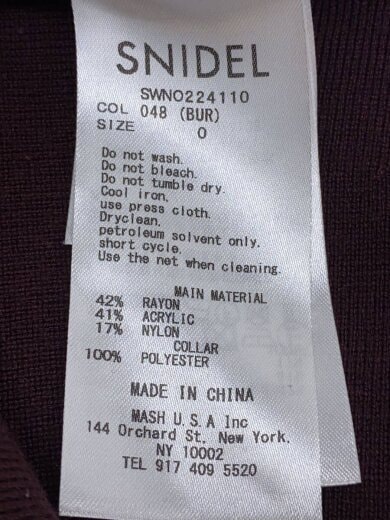 SNIDEL
SWNO224110
COL 048 (BUR)
SIZE 0
Do not wash.
Do not bleach.
Do not tumble dry.
Cool iron,
use press cloth.
Dryclean,
petroleum solvent only.
short cycle,
Use the net when cleaning.
MAIN MATERIAL
42% RAYON
41% ACRYLIC
17% NYLON
COLLAR
100% POLYESTER
MADE IN CHINA
MASH U.S.A Inc
144 Orchard St, New York.
NY 10002
TEL 917 409 5520